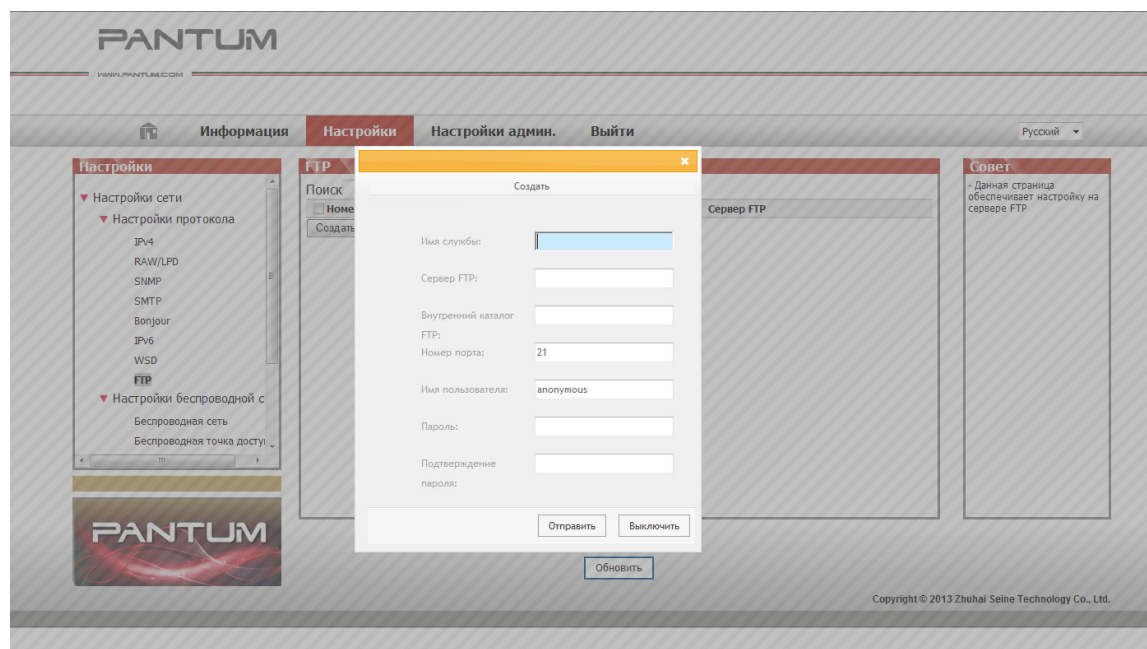 PANTUM
WWW.PANTUM.COM
Информация
Настройки
Настройки админ.
Выйти
Русский
Настройки
Настройки сети
Настройки протокола
IPv4
RAW/LPD
SNMP
SMTP
Bonjour
IPv6
WSD
FTP
Настройки беспроводной с
Беспроводная сеть
Беспроводная точка досту
PANTUM
FTP
Поиск
Номе
Сервер FTP
Создать
Создать
Имя службы:
Сервер FTP:
Внутренний каталог
FTP:
Номер порта:
21
Имя пользователя:
anonymous
Пароль:
Подтверждение
пароля:
Отправить
Выключить
Обновить
Совет
- Данная страница
обеспечивает настройку на
сервере FTP
Copyright © 2013 Zhuhai Seine Technology Co., Ltd.